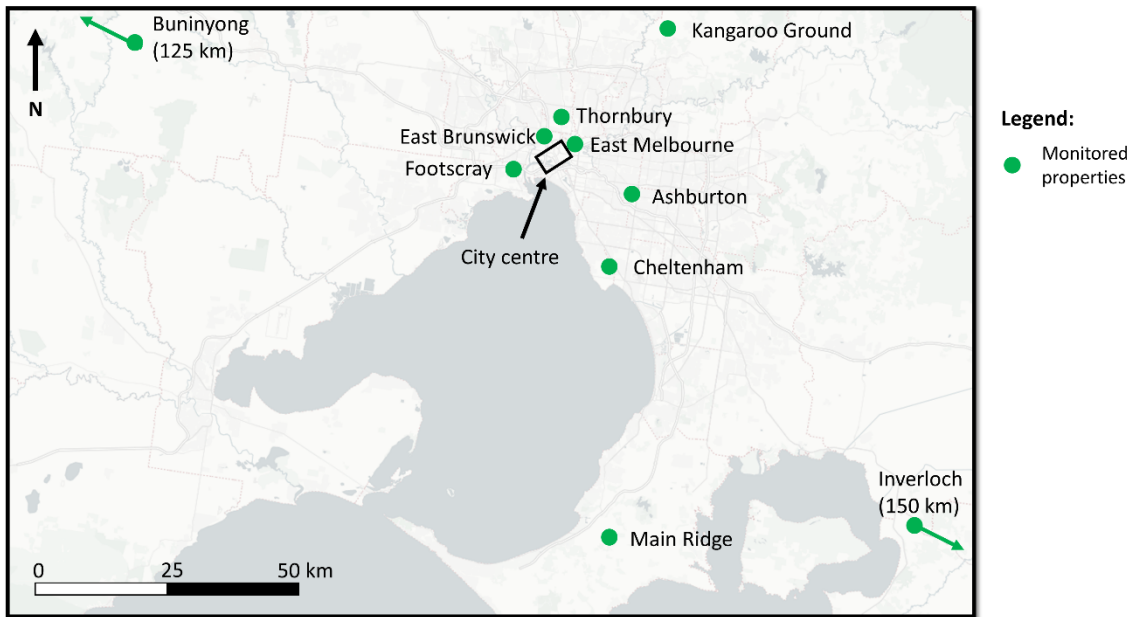 Buninyong
(125 km)
Kangaroo Ground
N
Thornbury
East Brunswick
East Melbourne
Footscray
Ashburton
City centre
Cheltenham
Inverloch
(150 km)
Main Ridge
0 25 50 km
Legend:
Monitored
properties